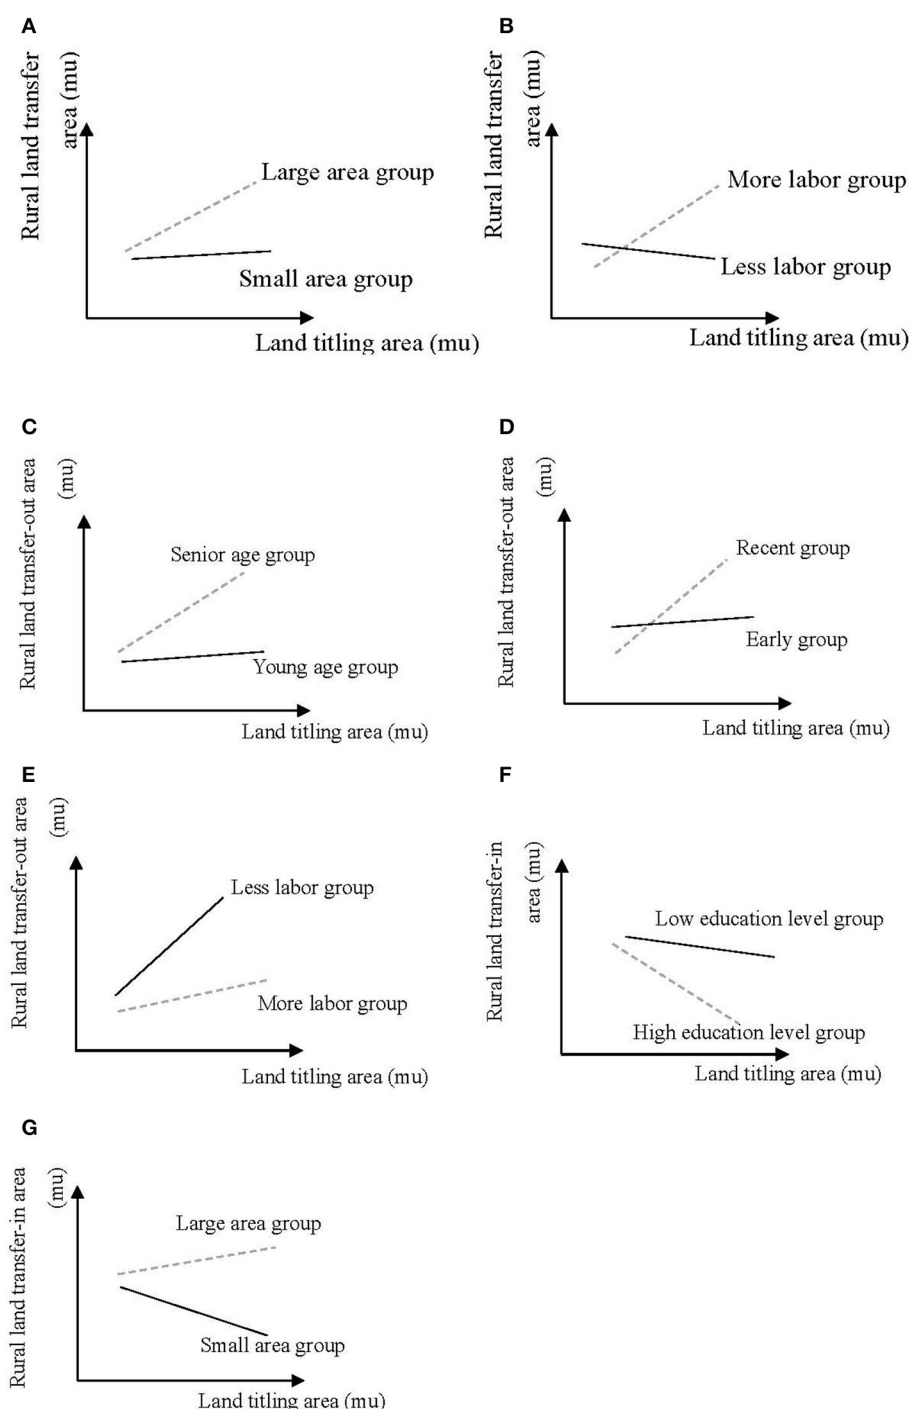 A
Rural land transfer
area (mu)
Large area group
Small area group
Land titling area (mu)
B
Rural land transfer
area (mu)
More labor group
Less labor group
Land titling area (mu)
C
Rural land transfer-out area
(mu)
Senior age group
Young age group
Land titling area (mu)
D
Rural land transfer-out area
(mu)
Recent group
Early group
Land titling area (mu)
E
Rural land transfer-out area
(mu)
Less labor group
More labor group
Land titling area (mu)
F
Rural land transfer-in
area (mu)
Low education level group
High education level group
Land titling area (mu)
G
Rural land transfer-in area
(mu)
Large area group
Small area group
Land titling area (mu)